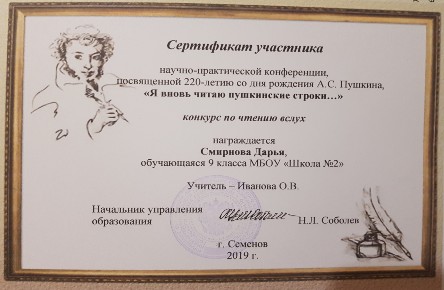 Сертификат участника
научно-практической конференции,
посвященной 220-летию со дня рождения А.С. Пушкина,
«Я вновь читаю пушкинские строки…»
конкурс по чтению вслух
награждается
Смирнова Дарья,
обучающаяся 9 класса МБОУ «Школа №2»
Учитель – Иванова О.В.
Начальник управления
образования Н.Л. Соболев
г. Семенов
2019 г.